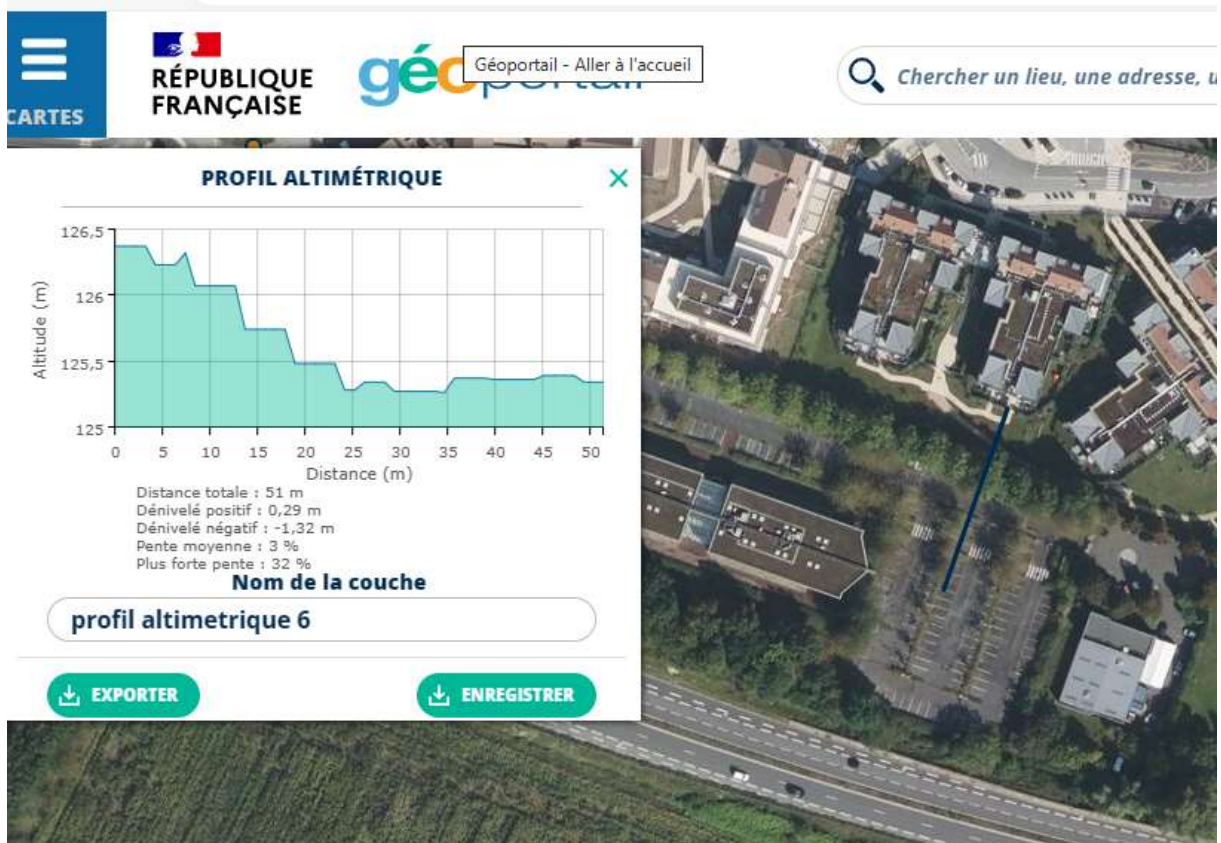 CARTES
RÉPUBLIQUE
FRANÇAISE
géoportail
Géoportail - Aller à l'accueil
Chercher un lieu, une adresse, u
PROFIL ALTIMÉTRIQUE
Altitude (m)
126,5
126
125,5
125
0 5 10 15 20 25 30 35 40 45 50
Distance (m)
Distance totale : 51 m
Dénivelé positif : 0,29 m
Dénivelé négatif : -1,32 m
Pente moyenne : 3 %
Plus forte pente : 32 %
Nom de la couche
profil altimetrique 6
EXPORTER
ENREGISTRER